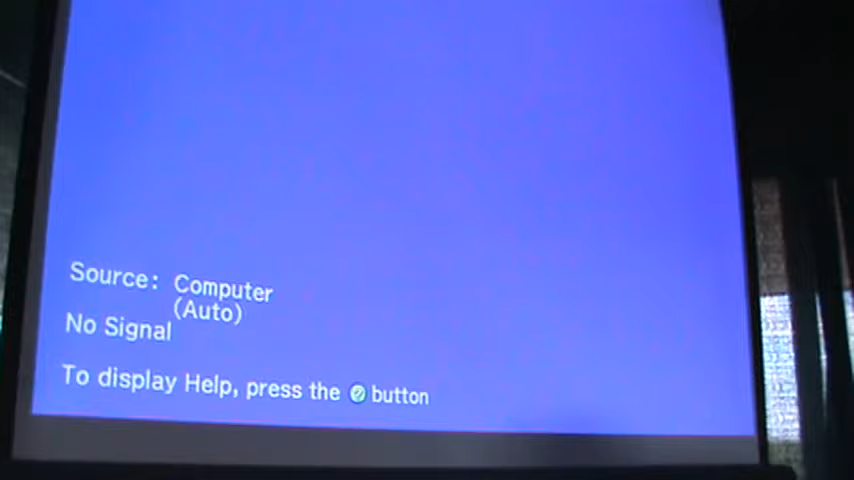 Source: Computer
(Auto)
No Signal
To display Help, press the button